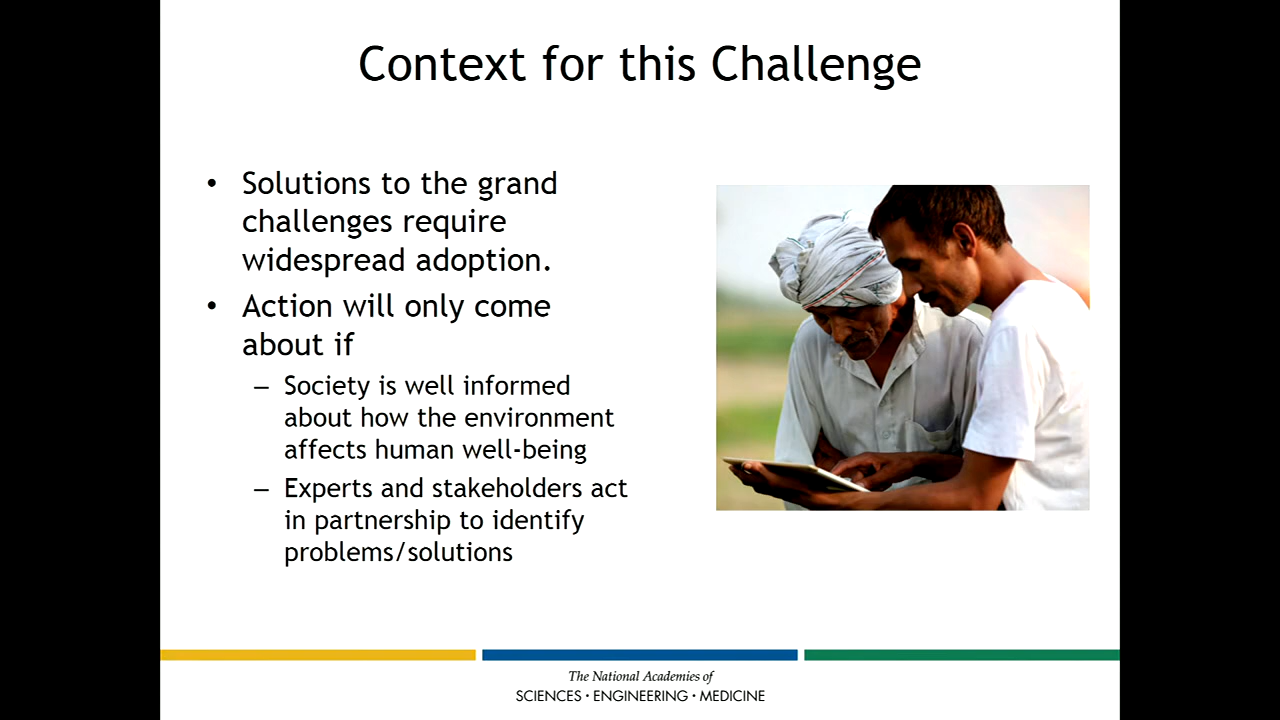 Context for this Challenge
• Solutions to the grand
challenges require
widespread adoption.
• Action will only come
about if
– Society is well informed
about how the environment
affects human well-being
– Experts and stakeholders act
in partnership to identify
problems/solutions
The National Academies of
SCIENCES · ENGINEERING · MEDICINE